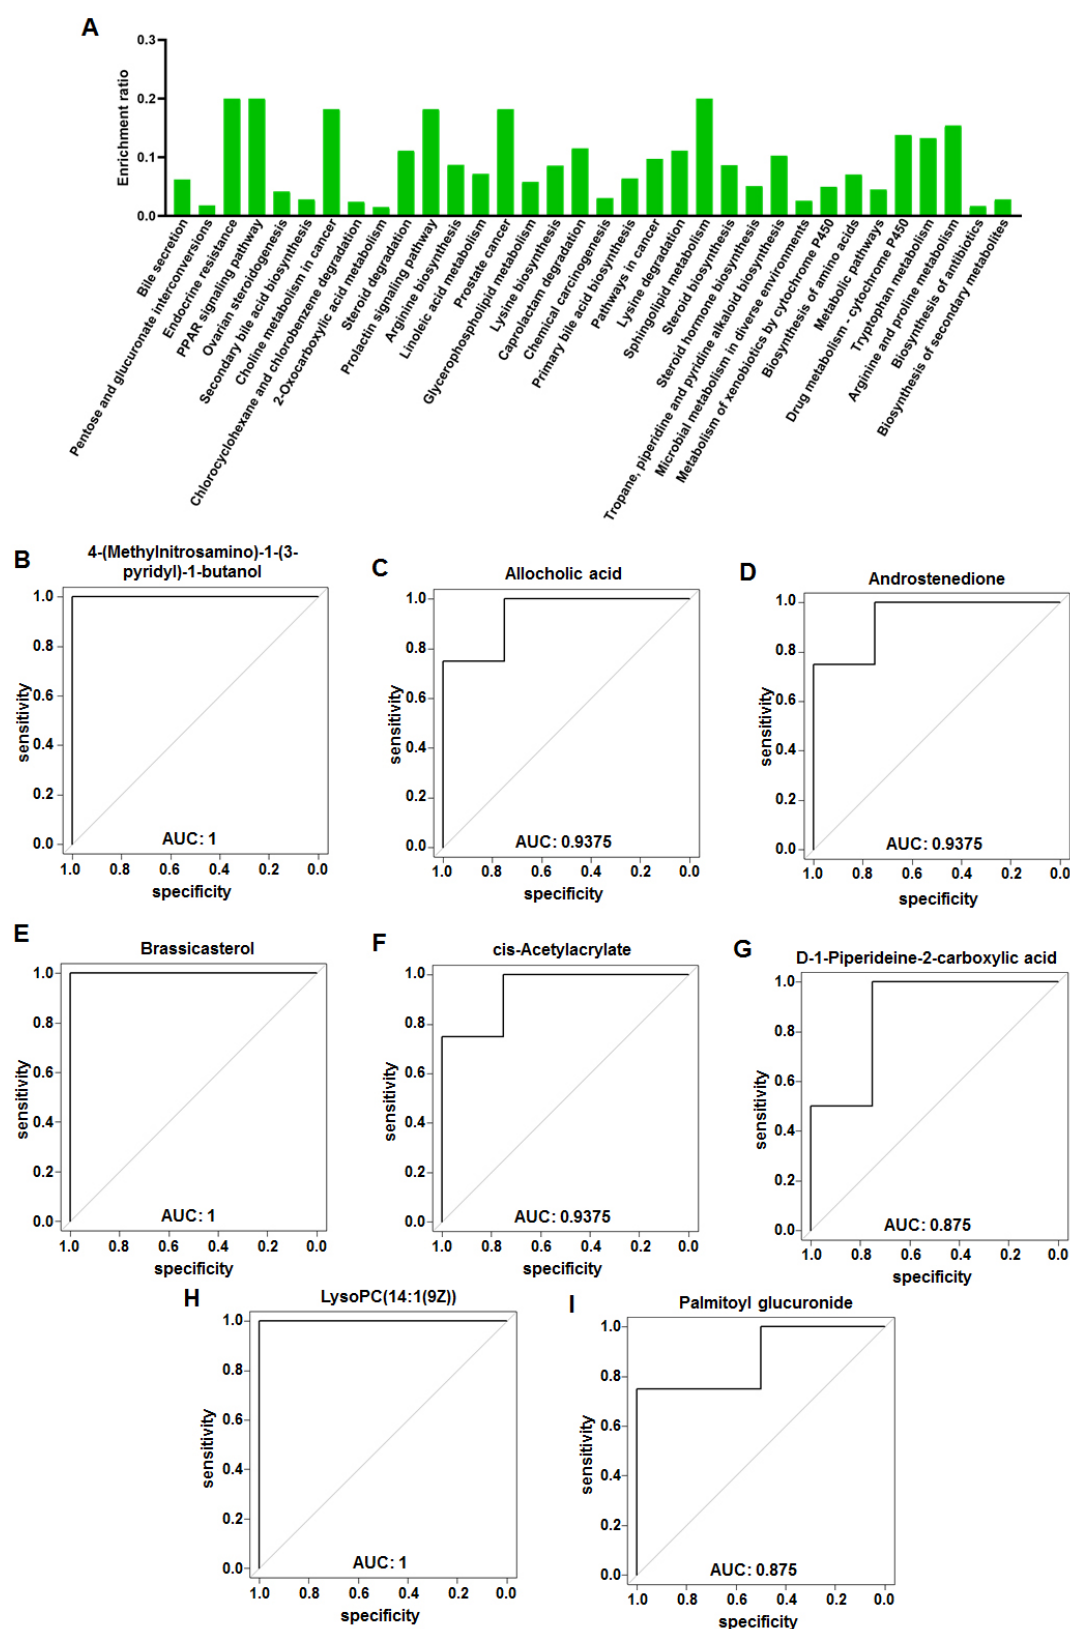 A
0.3
0.2
0.1
0.0
Enrichment ratio
Bile secretion
Pentose and glucuronate interconversions
Endocrine resistance
PPAR signaling pathway
Ovarian steroidogenesis
Secondary bile acid biosynthesis
Choline metabolism in cancer
Chlorocyclohexane and chlorobenzene degradation
2-Oxocarboxylic acid metabolism
Steroid degradation
Prolactin signaling pathway
Arginine biosynthesis
Linoleic acid metabolism
Prostate cancer
Glycerophospholipid metabolism
Lysine biosynthesis
Caprolactam degradation
Chemical carcinogenesis
Primary bile acid biosynthesis
Pathways in cancer
Lysine degradation
Sphingolipid metabolism
Steroid biosynthesis
Steroid hormone biosynthesis
Tropane, piperidine and pyridine alkaloid biosynthesis
Microbial metabolism in diverse environments
Metabolism of xenobiotics by cytochrome P450
Biosynthesis of amino acids
Metabolic pathways
Drug metabolism - cytochrome P450
Tryptophan metabolism
Arginine and proline metabolism
Biosynthesis of antibiotics
Biosynthesis of secondary metabolites
B
4-(Methylnitrosamino)-1-(3-
pyridyl)-1-butanol
1.0
0.8
0.6
0.4
0.2
0.0
sensitivity
AUC: 1
1.0 0.8 0.6 0.4 0.2 0.0
specificity
C
Allocholic acid
1.0
0.8
0.6
0.4
0.2
0.0
sensitivity
AUC: 0.9375
1.0 0.8 0.6 0.4 0.2 0.0
specificity
D
Androstenedione
1.0
0.8
0.6
0.4
0.2
0.0
sensitivity
AUC: 0.9375
1.0 0.8 0.6 0.4 0.2 0.0
specificity
E
Brassicasterol
1.0
0.8
0.6
0.4
0.2
0.0
sensitivity
AUC: 1
1.0 0.8 0.6 0.4 0.2 0.0
specificity
F
cis-Acetylacrylate
1.0
0.8
0.6
0.4
0.2
0.0
sensitivity
AUC: 0.9375
1.0 0.8 0.6 0.4 0.2 0.0
specificity
G
D-1-Piperideine-2-carboxylic acid
1.0
0.8
0.6
0.4
0.2
0.0
sensitivity
AUC: 0.875
1.0 0.8 0.6 0.4 0.2 0.0
specificity
H
LysoPC(14:1(9Z))
1.0
0.8
0.6
0.4
0.2
0.0
sensitivity
AUC: 1
1.0 0.8 0.6 0.4 0.2 0.0
specificity
I
Palmitoyl glucuronide
1.0
0.8
0.6
0.4
0.2
0.0
sensitivity
AUC: 0.875
1.0 0.8 0.6 0.4 0.2 0.0
specificity